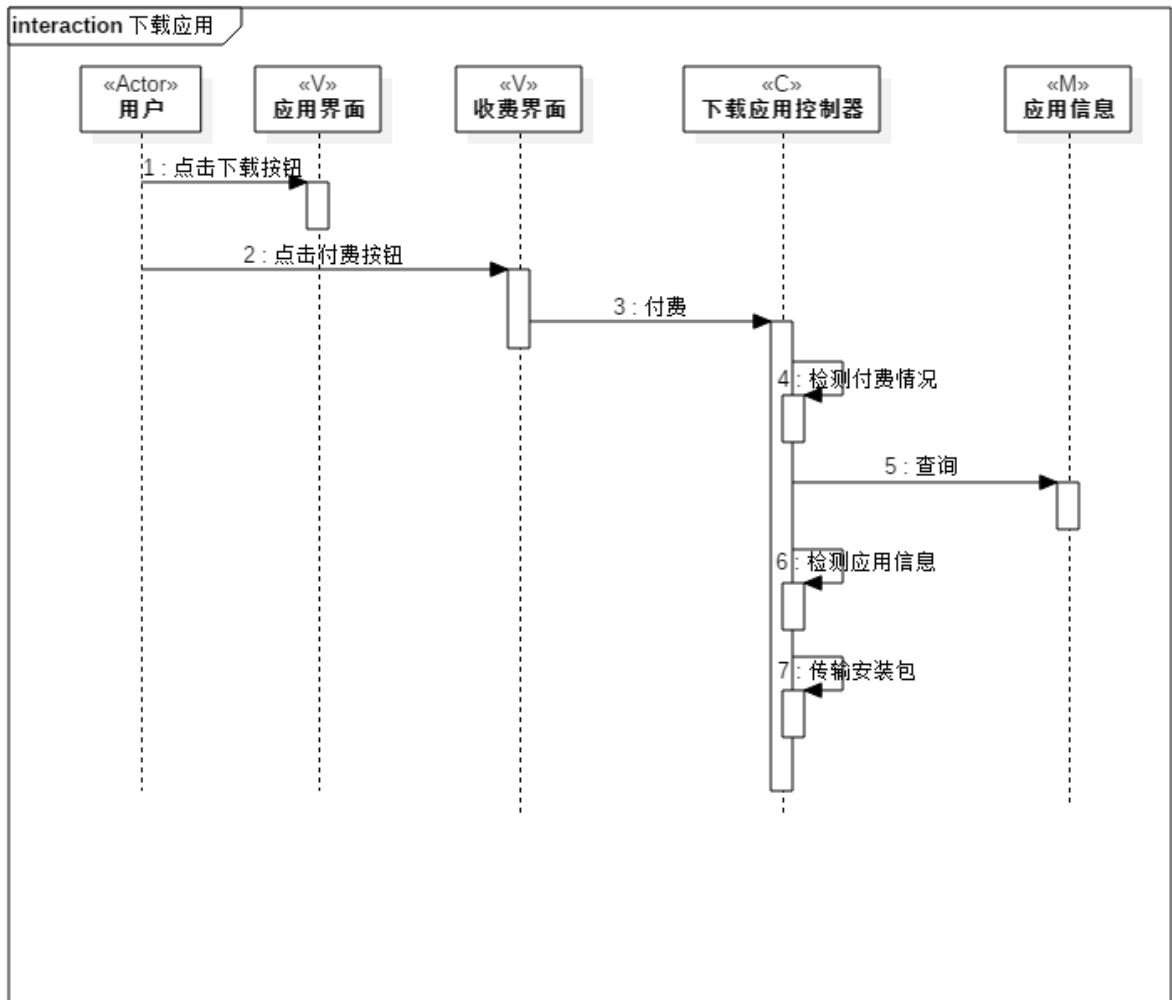 interaction 下载应用
«Actor»
用户
«V»
应用界面
«V»
收费界面
«C»
下载应用控制器
«M»
应用信息
1 : 点击下载按钮
2 : 点击付费按钮
3 : 付费
4 : 检测付费情况
5 : 查询
6 : 检测应用信息
7 : 传输安装包